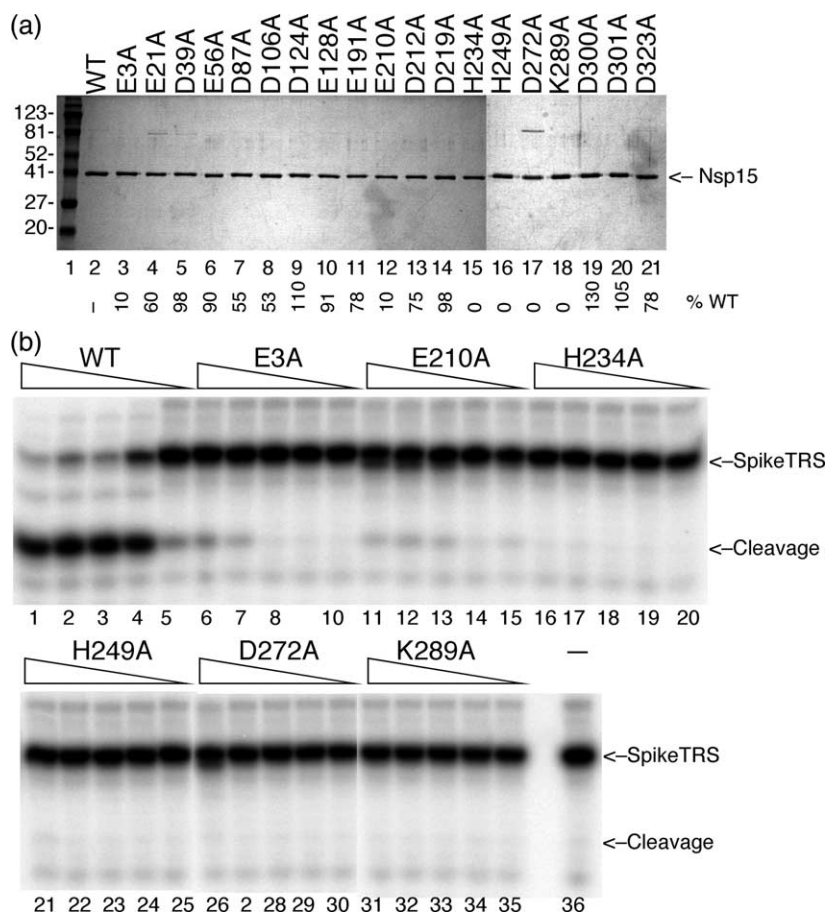 (a)
WT E3A E21A D39A E56A D87A D106A D124A E128A E191A E210A D212A D219A H234A H249A D272A K289A D300A D301A D323A
123-
81-
52-
41-
27-
20-
<– Nsp15
1 2 3 4 5 6 7 8 9 10 11 12 13 14 15 16 17 18 19 20 21
– 10 60 98 90 55 53 110 91 78 10 75 98 0 0 0 0 130 105 78 % WT
(b)
WT E3A E210A H234A
<–SpikeTRS
<–Cleavage
1 2 3 4 5 6 7 8 10 11 12 13 14 15 16 17 18 19 20
H249A D272A K289A –
<–SpikeTRS
<–Cleavage
21 22 23 24 25 26 2 28 29 30 31 32 33 34 35 36